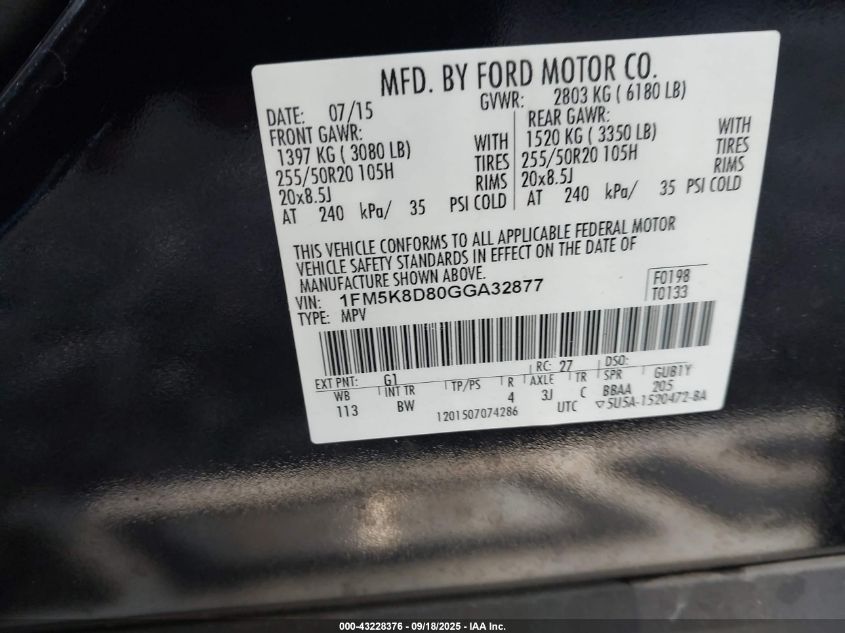 MFD. BY FORD MOTOR CO.
DATE: 07/15 GVWR: 2803 KG ( 6180 LB)
FRONT GAWR: REAR GAWR:
1397 KG ( 3080 LB) WITH 1520 KG ( 3350 LB) WITH
255/50R20 105H TIRES 255/50R20 105H TIRES
20x8.5J RIMS 20x8.5J RIMS
AT 240 kPa/ 35 PSI COLD AT 240 kPa/ 35 PSI COLD
THIS VEHICLE CONFORMS TO ALL APPLICABLE FEDERAL MOTOR
VEHICLE SAFETY STANDARDS IN EFFECT ON THE DATE OF
MANUFACTURE SHOWN ABOVE.
VIN: 1FM5K8D80GGA32877 F0198
TYPE: MPV T0133
EXT PNT: G1 RC: 27 DSO:
WB INT TR TP/PS R AXLE TR SPR GUB1Y
113 BW 4 3J C BBAA 205
1201507074286 UTC ▽5U5A-1520472-BA
000-43228376 - 09/18/2025 - IAA Inc.